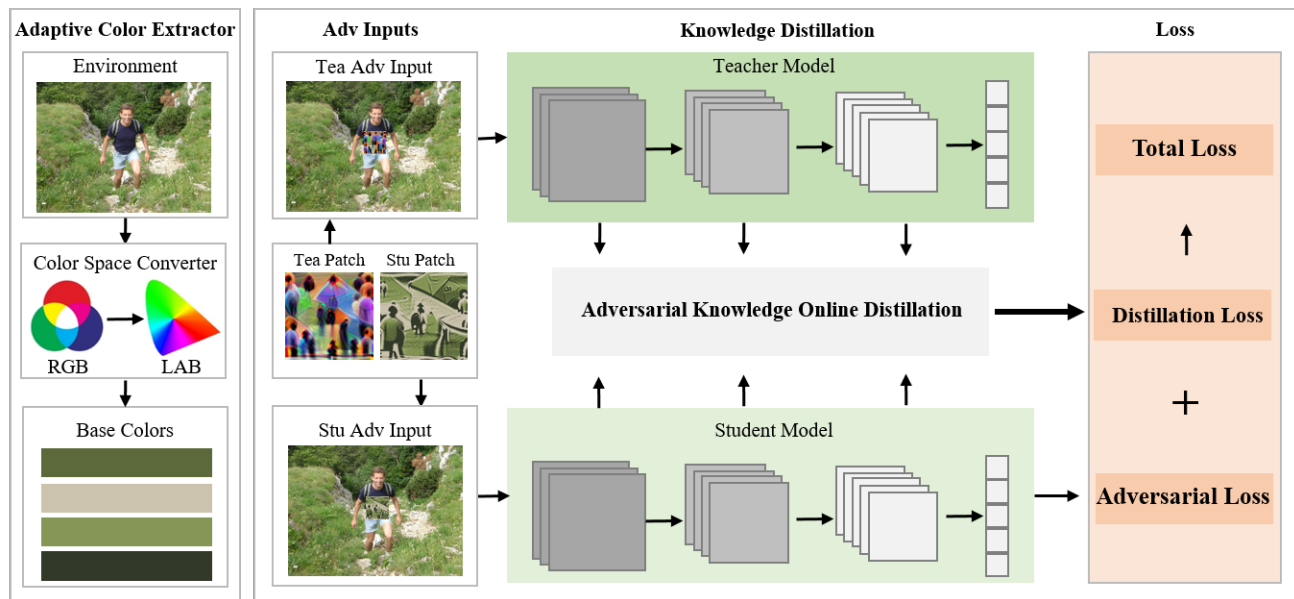 Adaptive Color Extractor
Environment
Color Space Converter
RGB
LAB
Base Colors
Adv Inputs
Tea Adv Input
Tea Patch
Stu Patch
Stu Adv Input
Knowledge Distillation
Teacher Model
Adversarial Knowledge Online Distillation
Student Model
Loss
Total Loss
Distillation Loss
+
Adversarial Loss